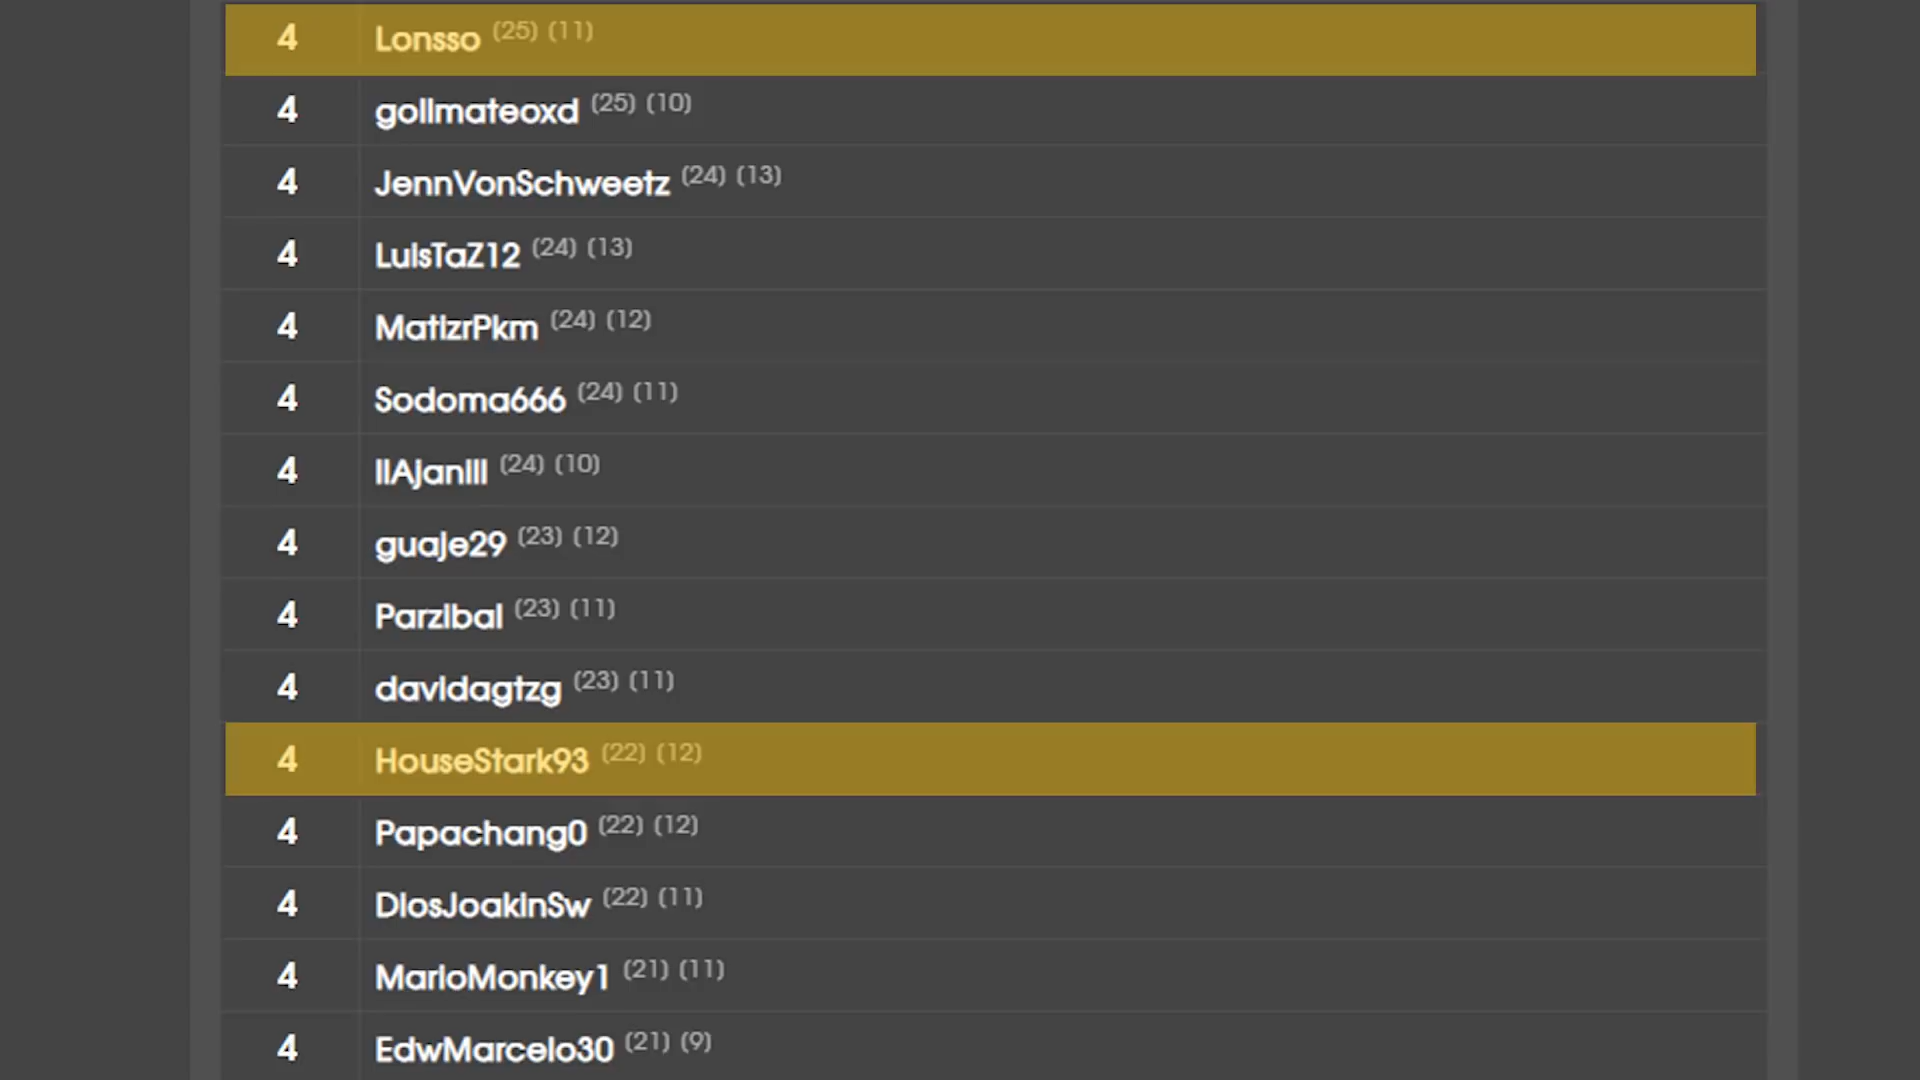 4 Lonsso (25) (11)
4 gollmateoxd (25) (10)
4 JennVonSchweetz (24) (13)
4 LuisTaZ12 (24) (13)
4 MatizrPkm (24) (12)
4 Sodoma666 (24) (11)
4 IIAjanIII (24) (10)
4 guaje29 (23) (12)
4 Parzibal (23) (11)
4 davidagtzg (23) (11)
4 HouseStark93 (22) (12)
4 Papachang0 (22) (12)
4 DiosJoakinSw (22) (11)
4 MarioMonkey1 (21) (11)
4 EdwMarcelo30 (21) (9)